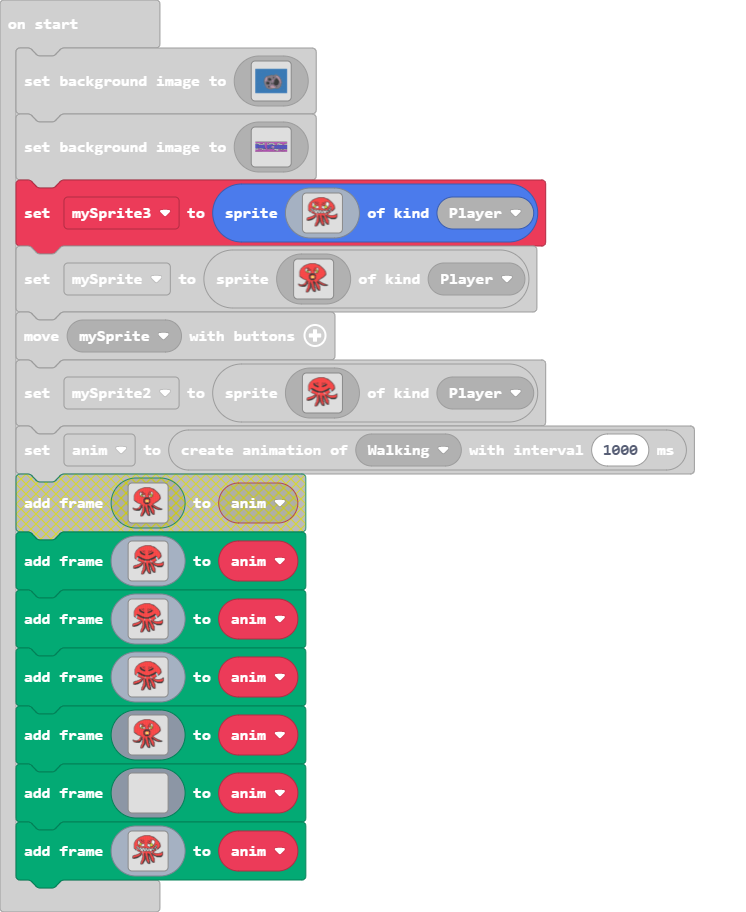 on start
set background image to
set background image to
set mySprite3 to sprite of kind Player
set mySprite to sprite of kind Player
move mySprite with buttons
set mySprite2 to sprite of kind Player
set anim to create animation of Walking with interval 1000 ms
add frame to anim
add frame to anim
add frame to anim
add frame to anim
add frame to anim
add frame to anim
add frame to anim